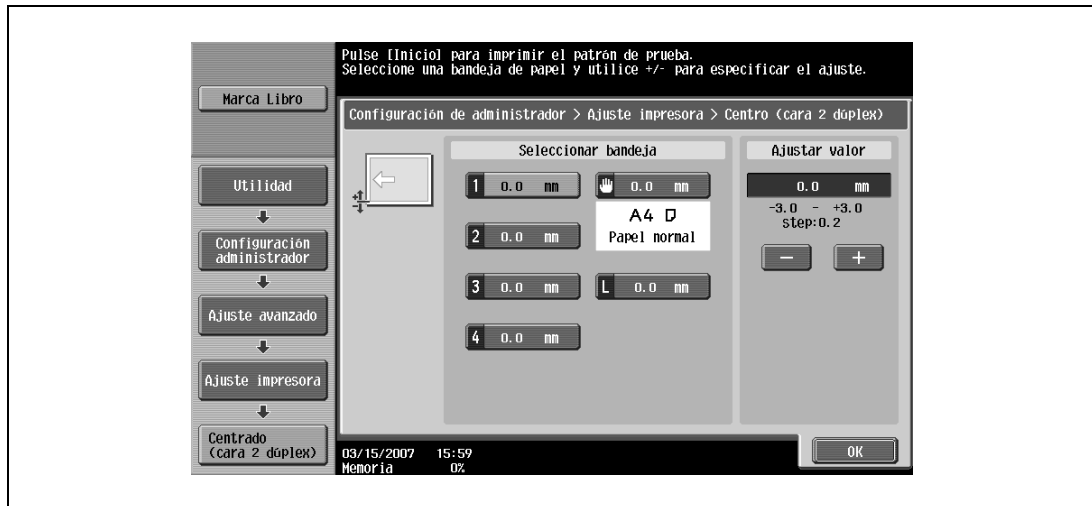 Pulse [Inicio] para imprimir el patrón de prueba.
Seleccione una bandeja de papel y utilice +/- para especificar el ajuste.
Marca Libro
Configuración de administrador > Ajuste impresora > Centro (cara 2 dúplex)
Seleccionar bandeja
Ajustar valor
Utilidad
Configuración
administrador
Ajuste avanzado
Ajuste impresora
Centrado
(cara 2 dúplex)
1 0.0 mm
0.0 mm
A4
Papel normal
2 0.0 mm
3 0.0 mm
L 0.0 mm
4 0.0 mm
0.0 mm
-3.0 - +3.0
step:0.2
- +
03/15/2007 15:59
Memoria 0%
OK